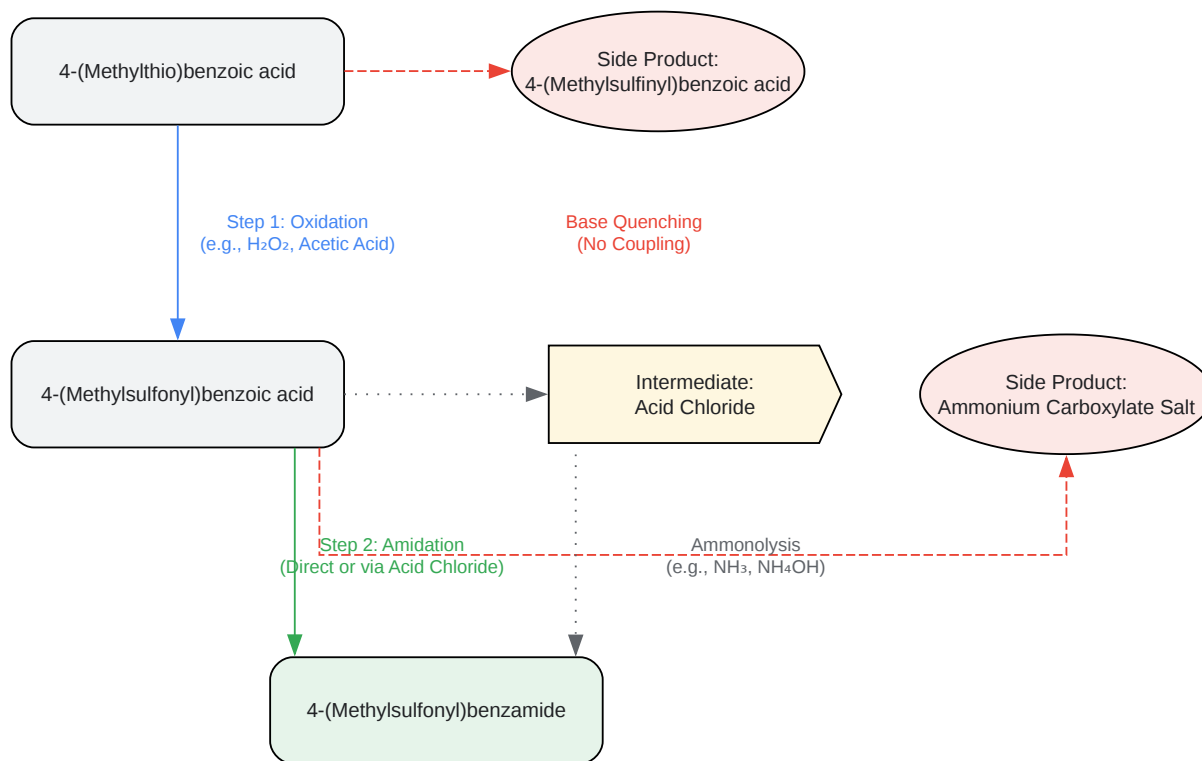 4-(Methylthio)benzoic acid
Side Product:
4-(Methylsulfinyl)benzoic acid
Step 1: Oxidation
(e.g., H₂O₂, Acetic Acid)
Base Quenching
(No Coupling)
4-(Methylsulfonyl)benzoic acid
Intermediate:
Acid Chloride
Side Product:
Ammonium Carboxylate Salt
Step 2: Amidation
(Direct or via Acid Chloride)
Ammonolysis
(e.g., NH₃, NH₄OH)
4-(Methylsulfonyl)benzamide